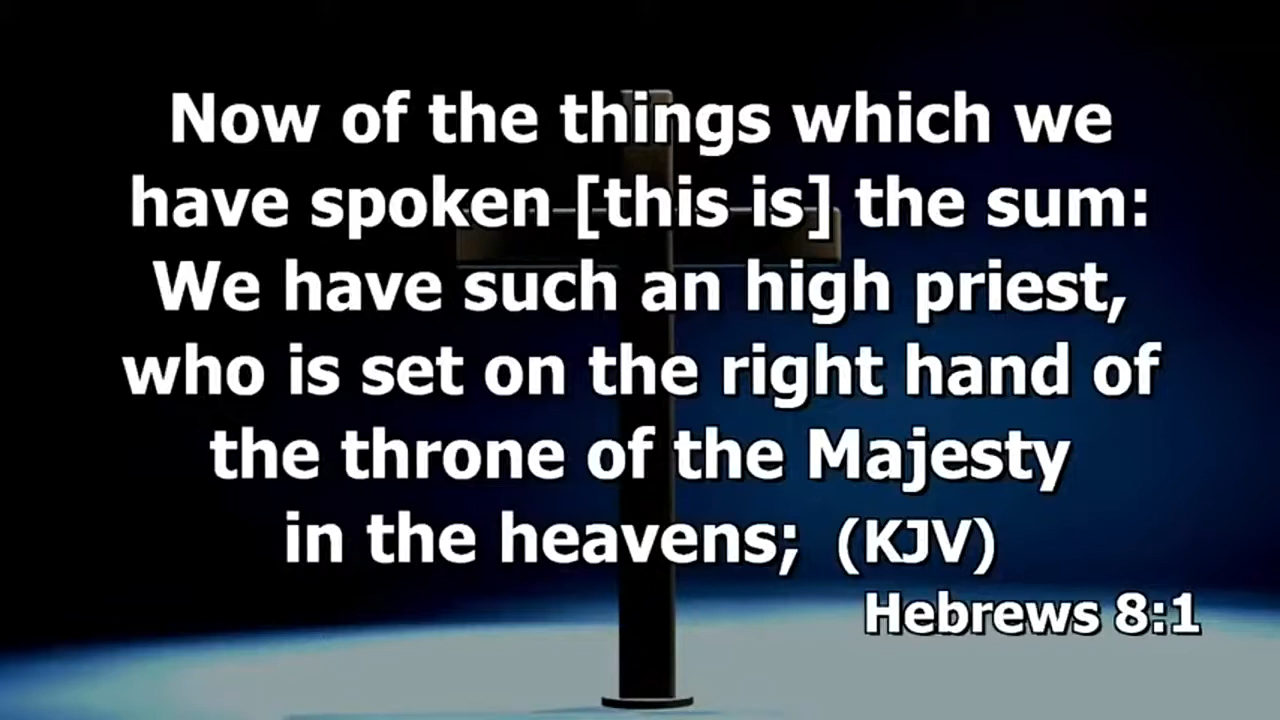 Now of the things which we
have spoken [this is] the sum:
We have such an high priest,
who is set on the right hand of
the throne of the Majesty
in the heavens; (KJV)
Hebrews 8:1